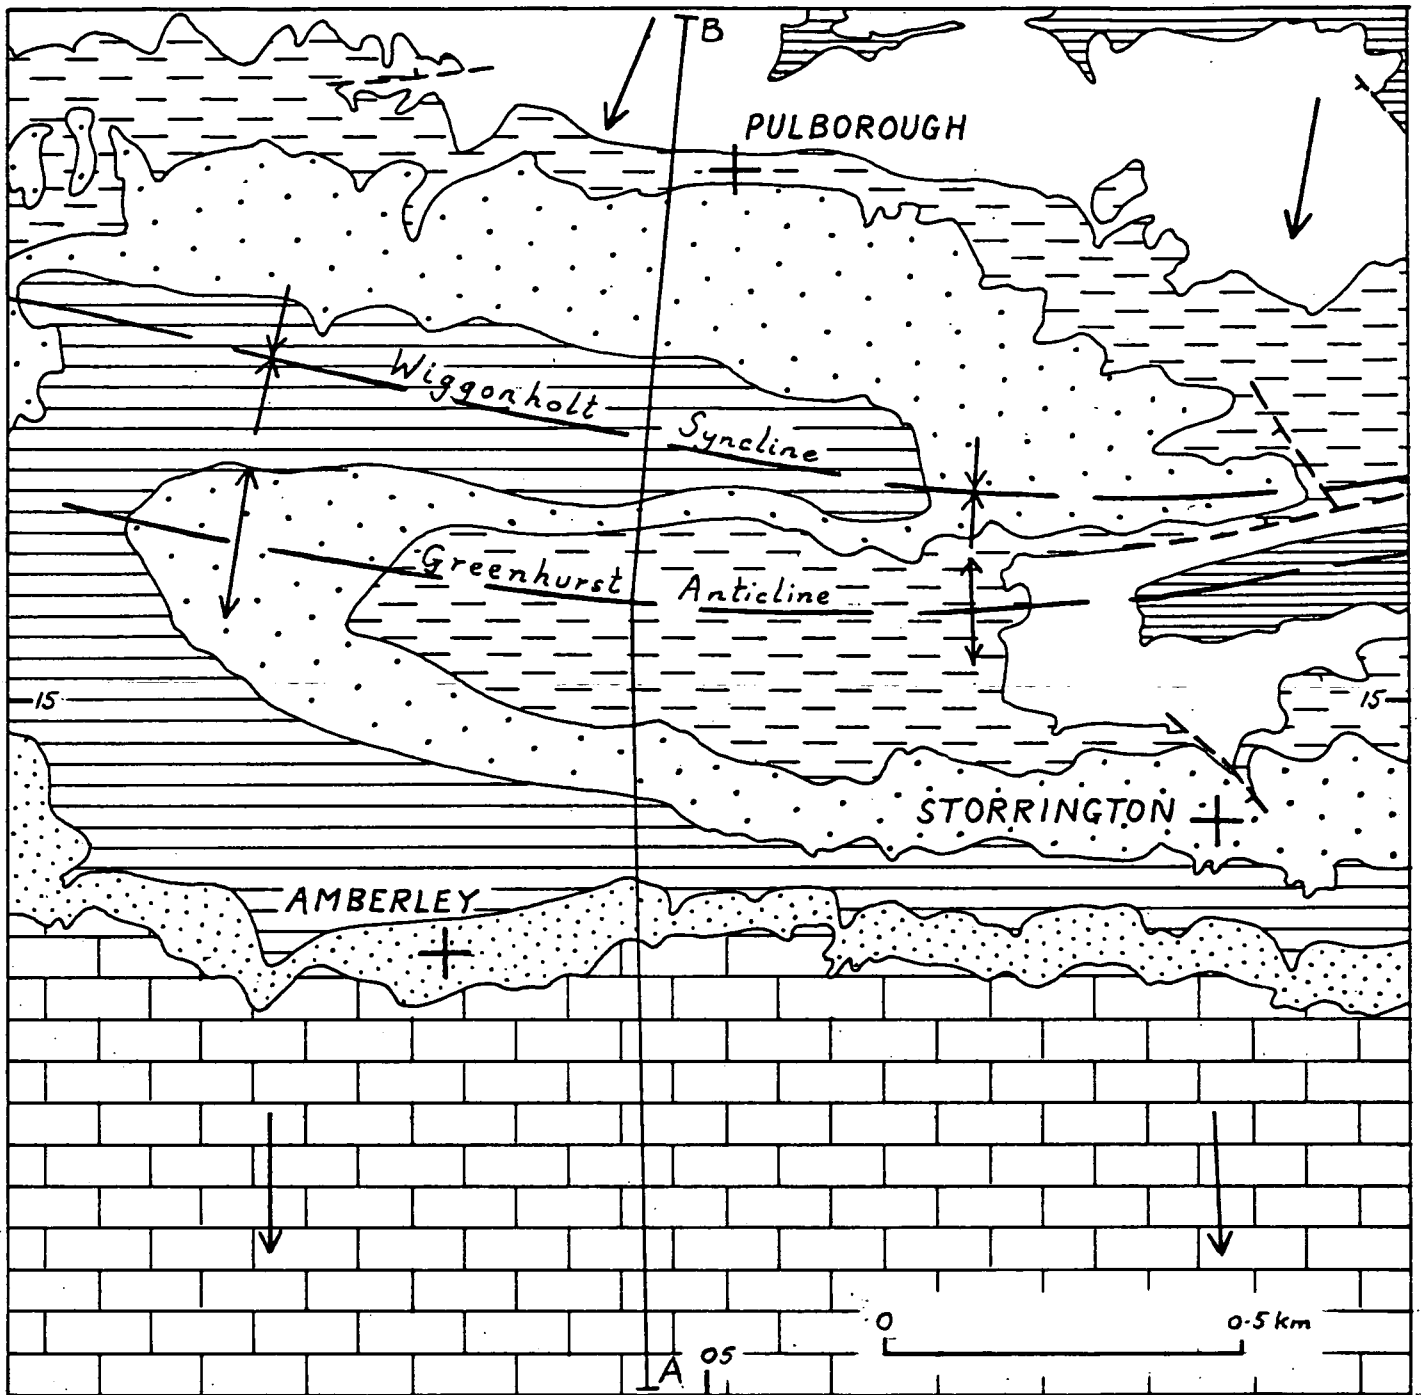 B
PULBOROUGH
Wiggonholt
Syncline
Greenhurst Anticline
15 15
STORRINGTON
AMBERLEY
0 0·5 km
A 05